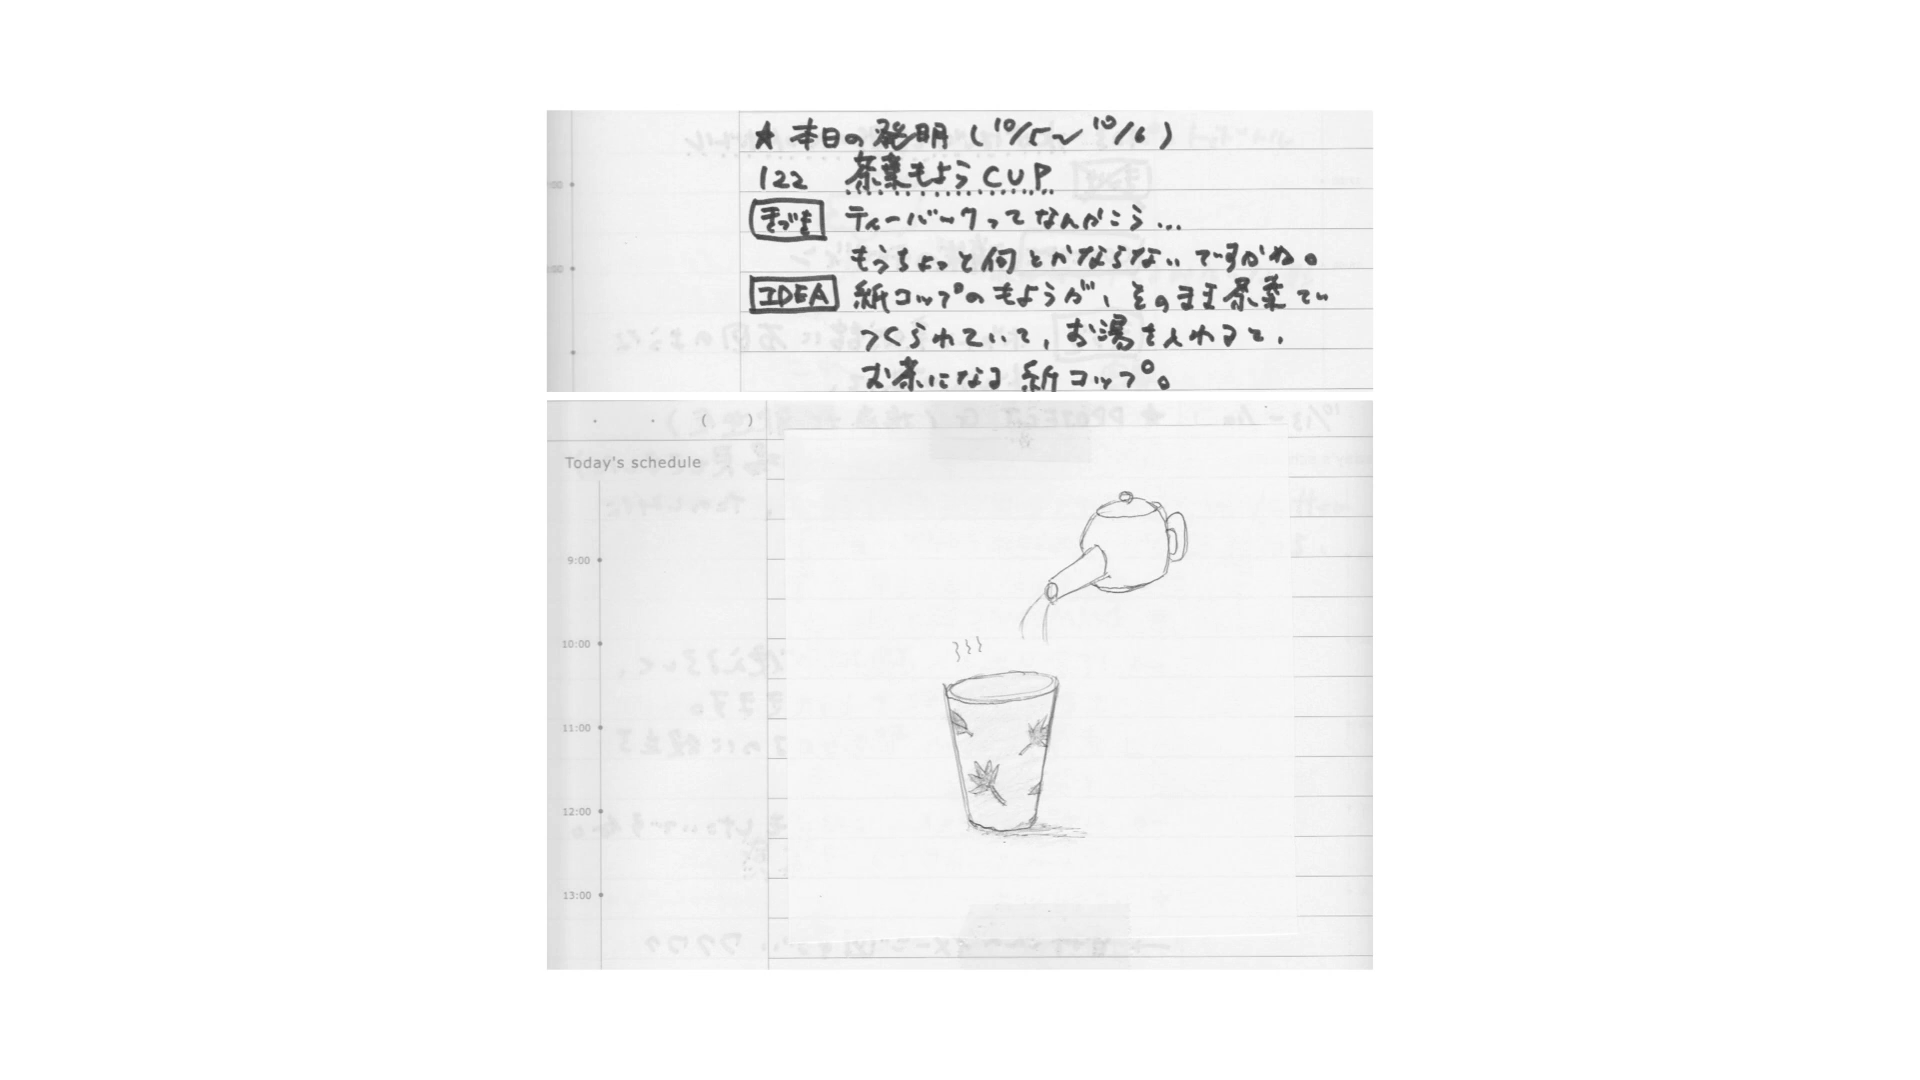 ★本日の発明(10/5〜10/6)
122 茶葉もようCUP
きづき ティーバックってなんかこう...
もうちょっと何とかならないですかね。
IDEA 紙コップのもようが、そのまま茶葉で
つくられていて、お湯を入れると、
お茶になる紙コップ。
( )
Today's schedule
9:00
10:00
11:00
12:00
13:00